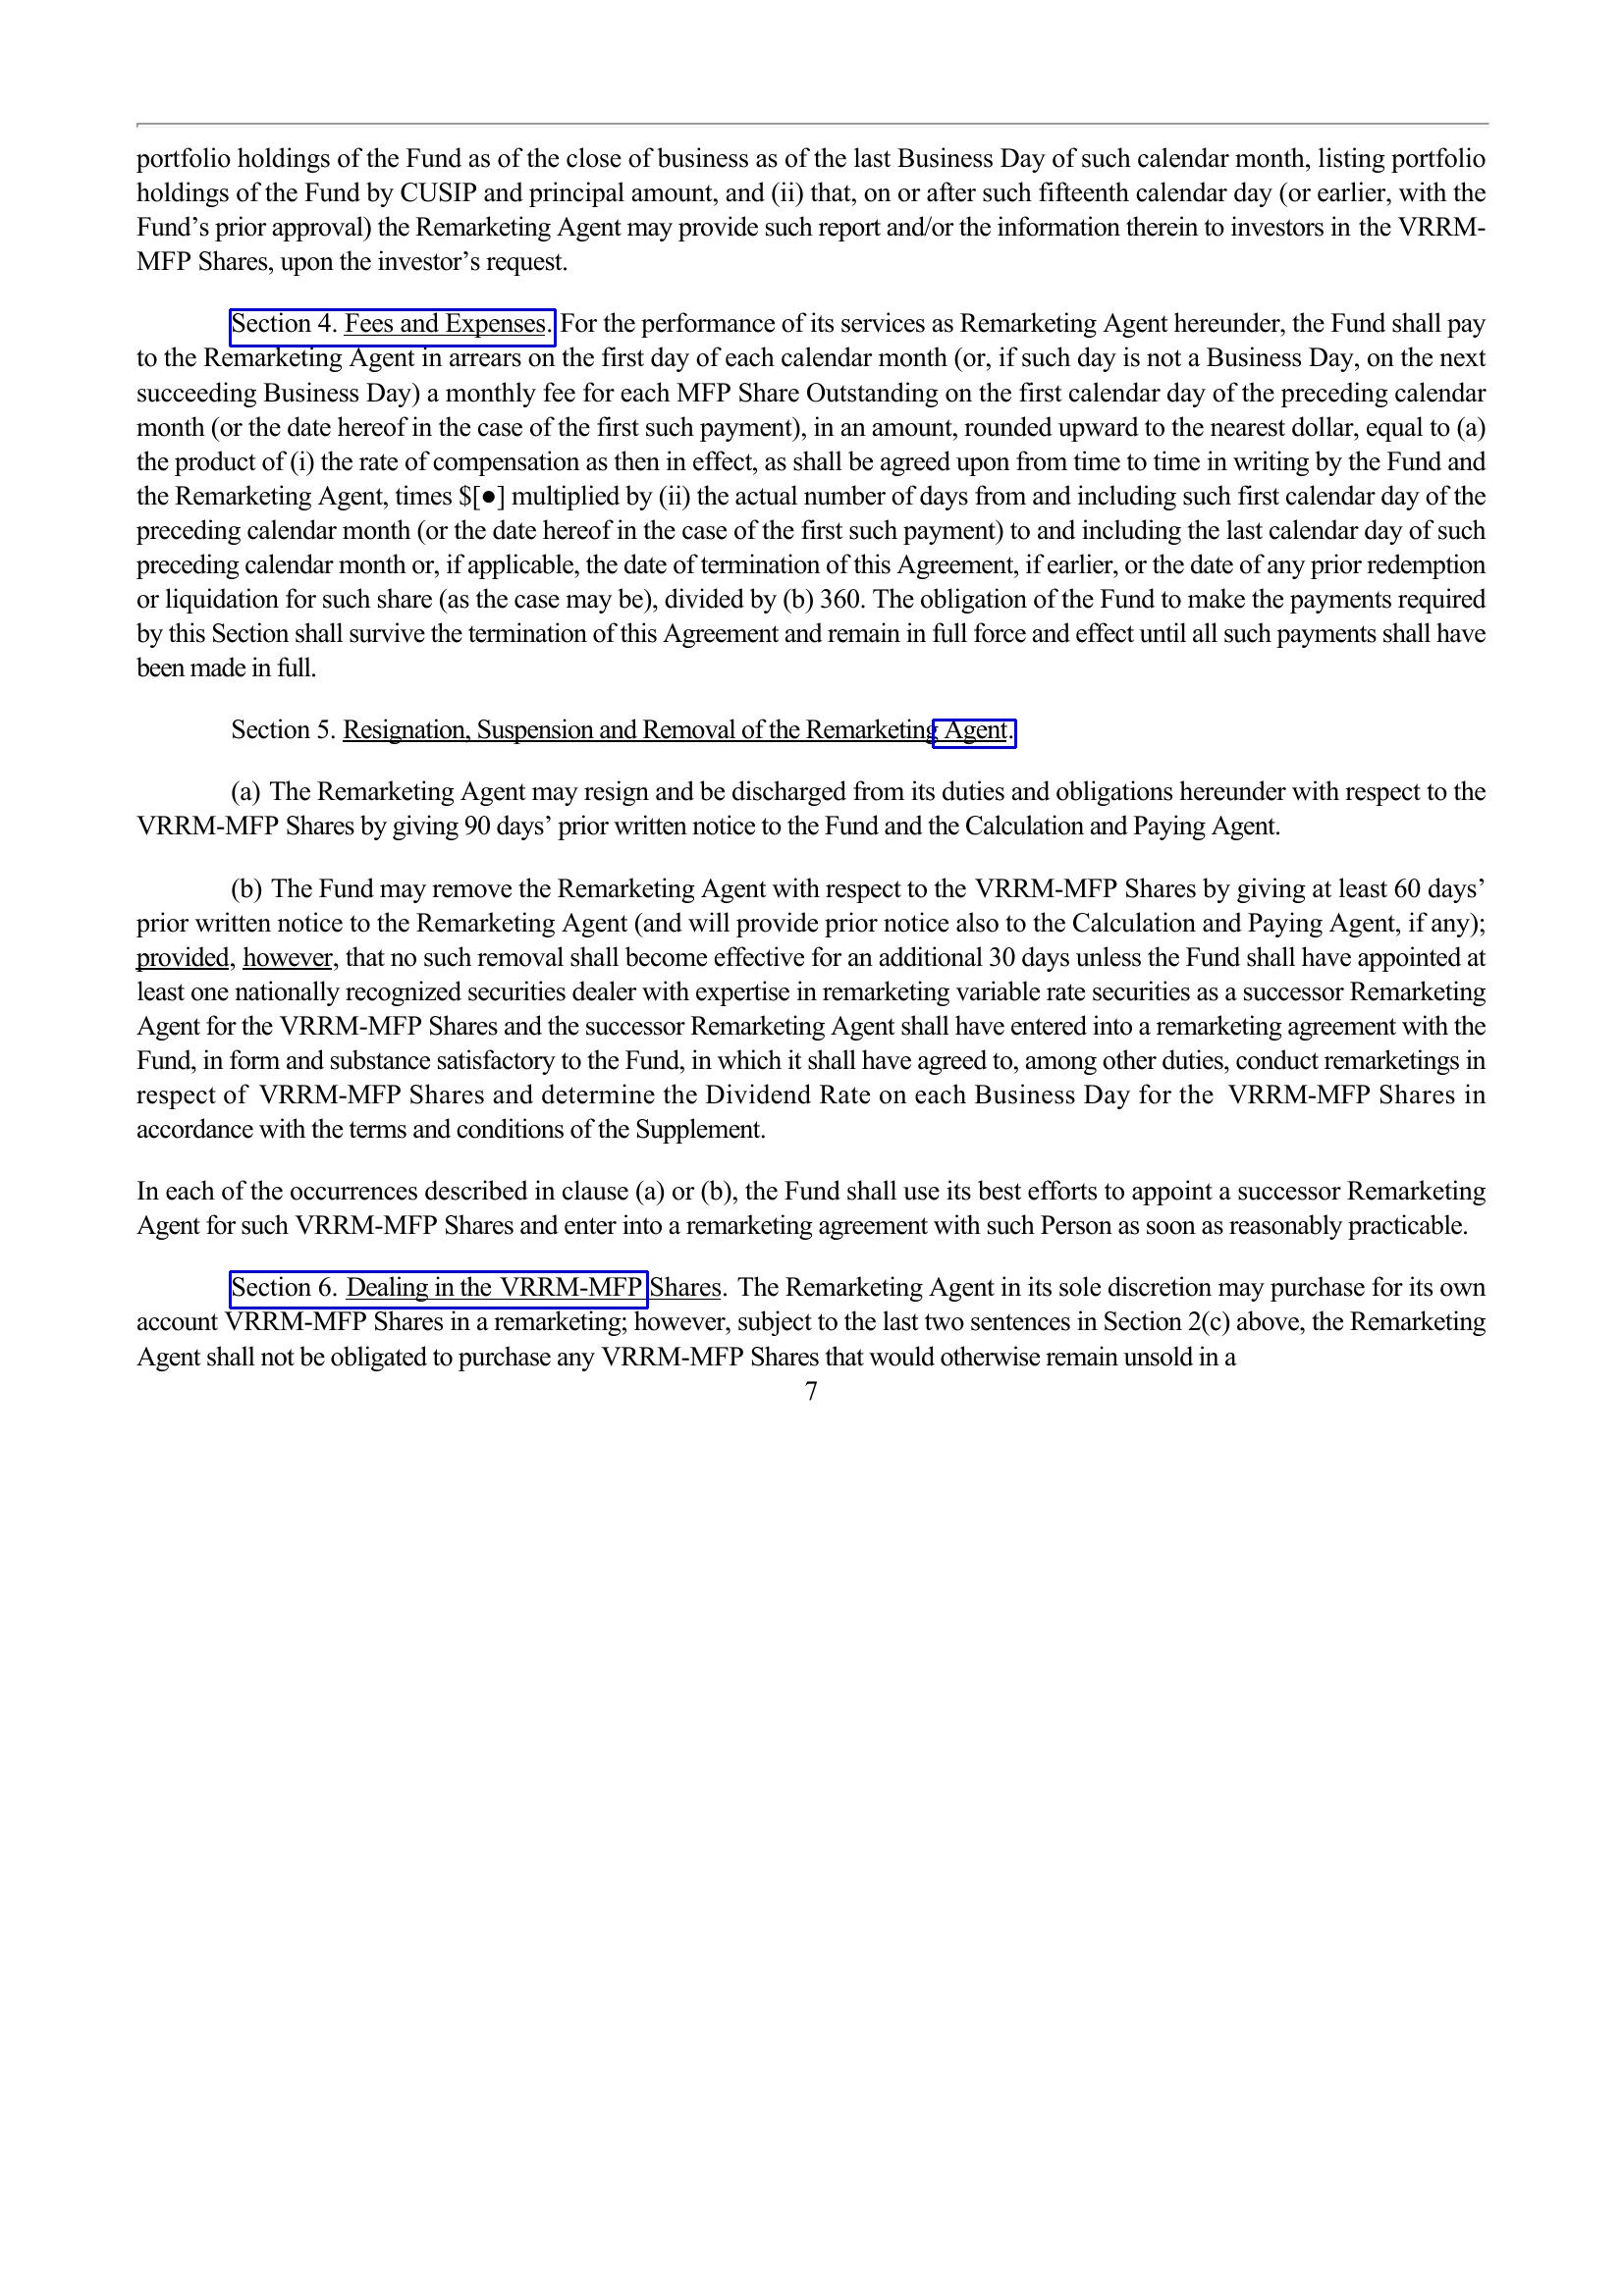 portfolio holdings of the Fund as of the close of business as of the last Business Day of such calendar month, listing portfolio
holdings of the Fund by CUSIP and principal amount, and (ii) that, on or after such fifteenth calendar day (or earlier, with the
Fund’s prior approval) the Remarketing Agent may provide such report and/or the information therein to investors in the VRRM-
MFP Shares, upon the investor’s request.
Section 4. Fees and Expenses. For the performance of its services as Remarketing Agent hereunder, the Fund shall pay
to the Remarketing Agent in arrears on the first day of each calendar month (or, if such day is not a Business Day, on the next
succeeding Business Day) a monthly fee for each MFP Share Outstanding on the first calendar day of the preceding calendar
month (or the date hereof in the case of the first such payment), in an amount, rounded upward to the nearest dollar, equal to (a)
the product of (i) the rate of compensation as then in effect, as shall be agreed upon from time to time in writing by the Fund and
the Remarketing Agent, times $[●] multiplied by (ii) the actual number of days from and including such first calendar day of the
preceding calendar month (or the date hereof in the case of the first such payment) to and including the last calendar day of such
preceding calendar month or, if applicable, the date of termination of this Agreement, if earlier, or the date of any prior redemption
or liquidation for such share (as the case may be), divided by (b) 360. The obligation of the Fund to make the payments required
by this Section shall survive the termination of this Agreement and remain in full force and effect until all such payments shall have
been made in full.
Section 5. Resignation, Suspension and Removal of the Remarketing Agent.
(a) The Remarketing Agent may resign and be discharged from its duties and obligations hereunder with respect to the
VRRM-MFP Shares by giving 90 days’ prior written notice to the Fund and the Calculation and Paying Agent.
(b) The Fund may remove the Remarketing Agent with respect to the VRRM-MFP Shares by giving at least 60 days’
prior written notice to the Remarketing Agent (and will provide prior notice also to the Calculation and Paying Agent, if any);
provided, however, that no such removal shall become effective for an additional 30 days unless the Fund shall have appointed at
least one nationally recognized securities dealer with expertise in remarketing variable rate securities as a successor Remarketing
Agent for the VRRM-MFP Shares and the successor Remarketing Agent shall have entered into a remarketing agreement with the
Fund, in form and substance satisfactory to the Fund, in which it shall have agreed to, among other duties, conduct remarketings in
respect of VRRM-MFP Shares and determine the Dividend Rate on each Business Day for the VRRM-MFP Shares in
accordance with the terms and conditions of the Supplement.
In each of the occurrences described in clause (a) or (b), the Fund shall use its best efforts to appoint a successor Remarketing
Agent for such VRRM-MFP Shares and enter into a remarketing agreement with such Person as soon as reasonably practicable.
Section 6. Dealing in the VRRM-MFP Shares. The Remarketing Agent in its sole discretion may purchase for its own
account VRRM-MFP Shares in a remarketing; however, subject to the last two sentences in Section 2(c) above, the Remarketing
Agent shall not be obligated to purchase any VRRM-MFP Shares that would otherwise remain unsold in a
7